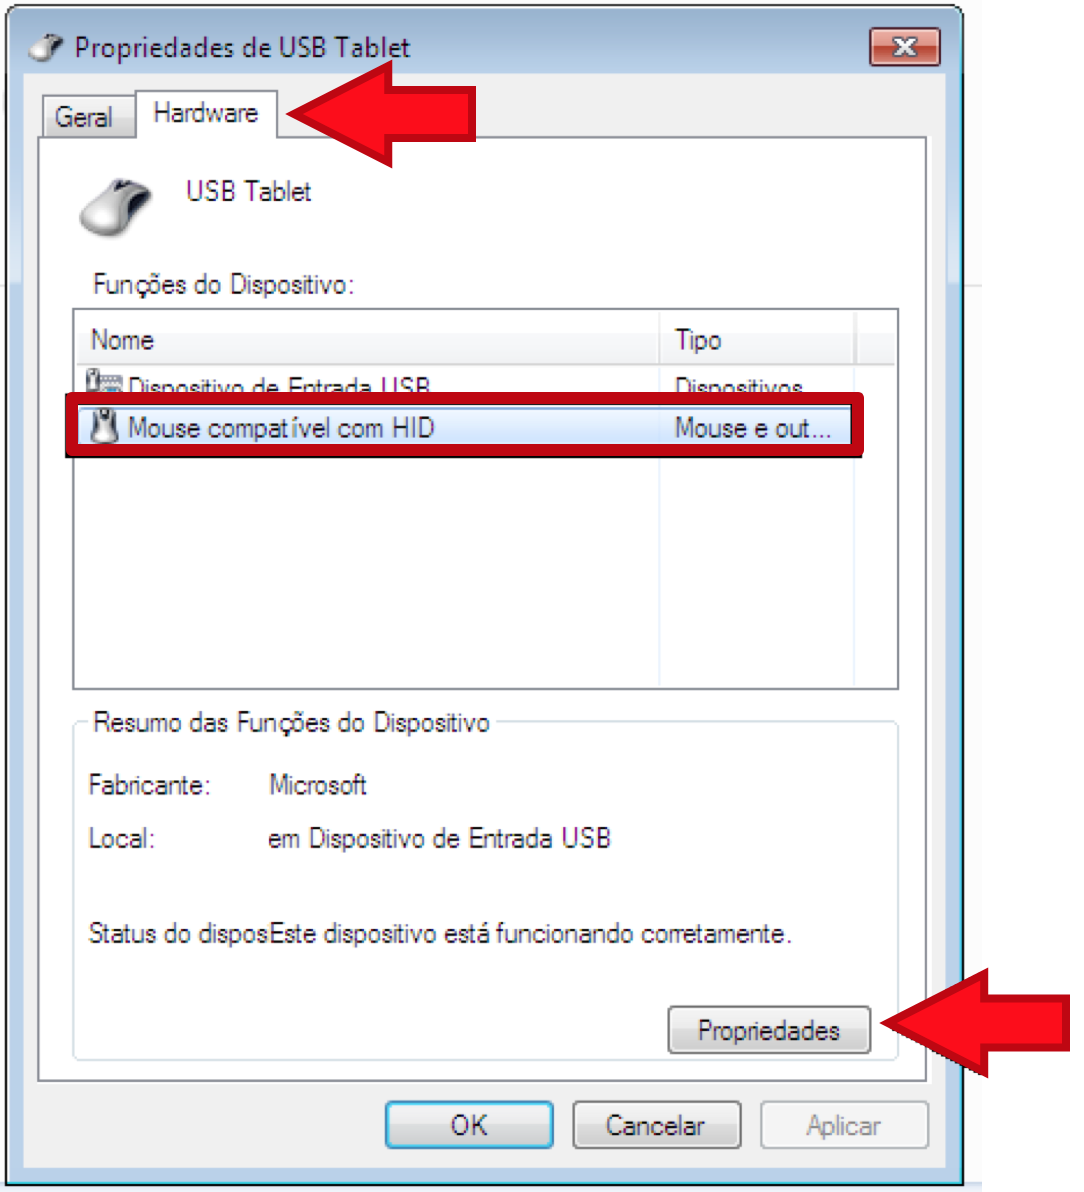 Propriedades de USB Tablet
Geral Hardware
USB Tablet
Funções do Dispositivo:
Nome Tipo
Dispositivo de Entrada USB Dispositivos
Mouse compatível com HID Mouse e out...
Resumo das Funções do Dispositivo
Fabricante: Microsoft
Local: em Dispositivo de Entrada USB
Status do disposEste dispositivo está funcionando corretamente.
Propriedades
OK Cancelar Aplicar